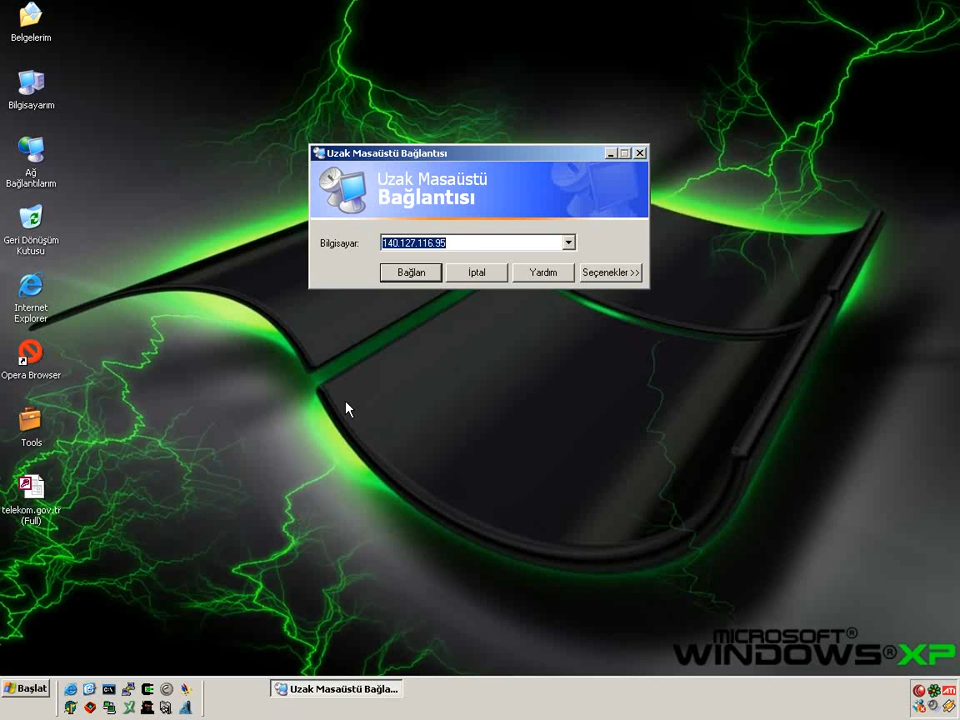 Belgelerim
Bilgisayarım
Ağ
Bağlantılarım
Geri Dönüşüm
Kutusu
Internet
Explorer
Opera Browser
Tools
telekom.gov.tr
(Full)
Uzak Masaüstü Bağlantısı
Uzak Masaüstü
Bağlantısı
Bilgisayar:
140.127.116.95
Bağlan
İptal
Yardım
Seçenekler >>
MICROSOFT®
WINDOWS®XP
Başlat
Uzak Masaüstü Bağla...
ATI